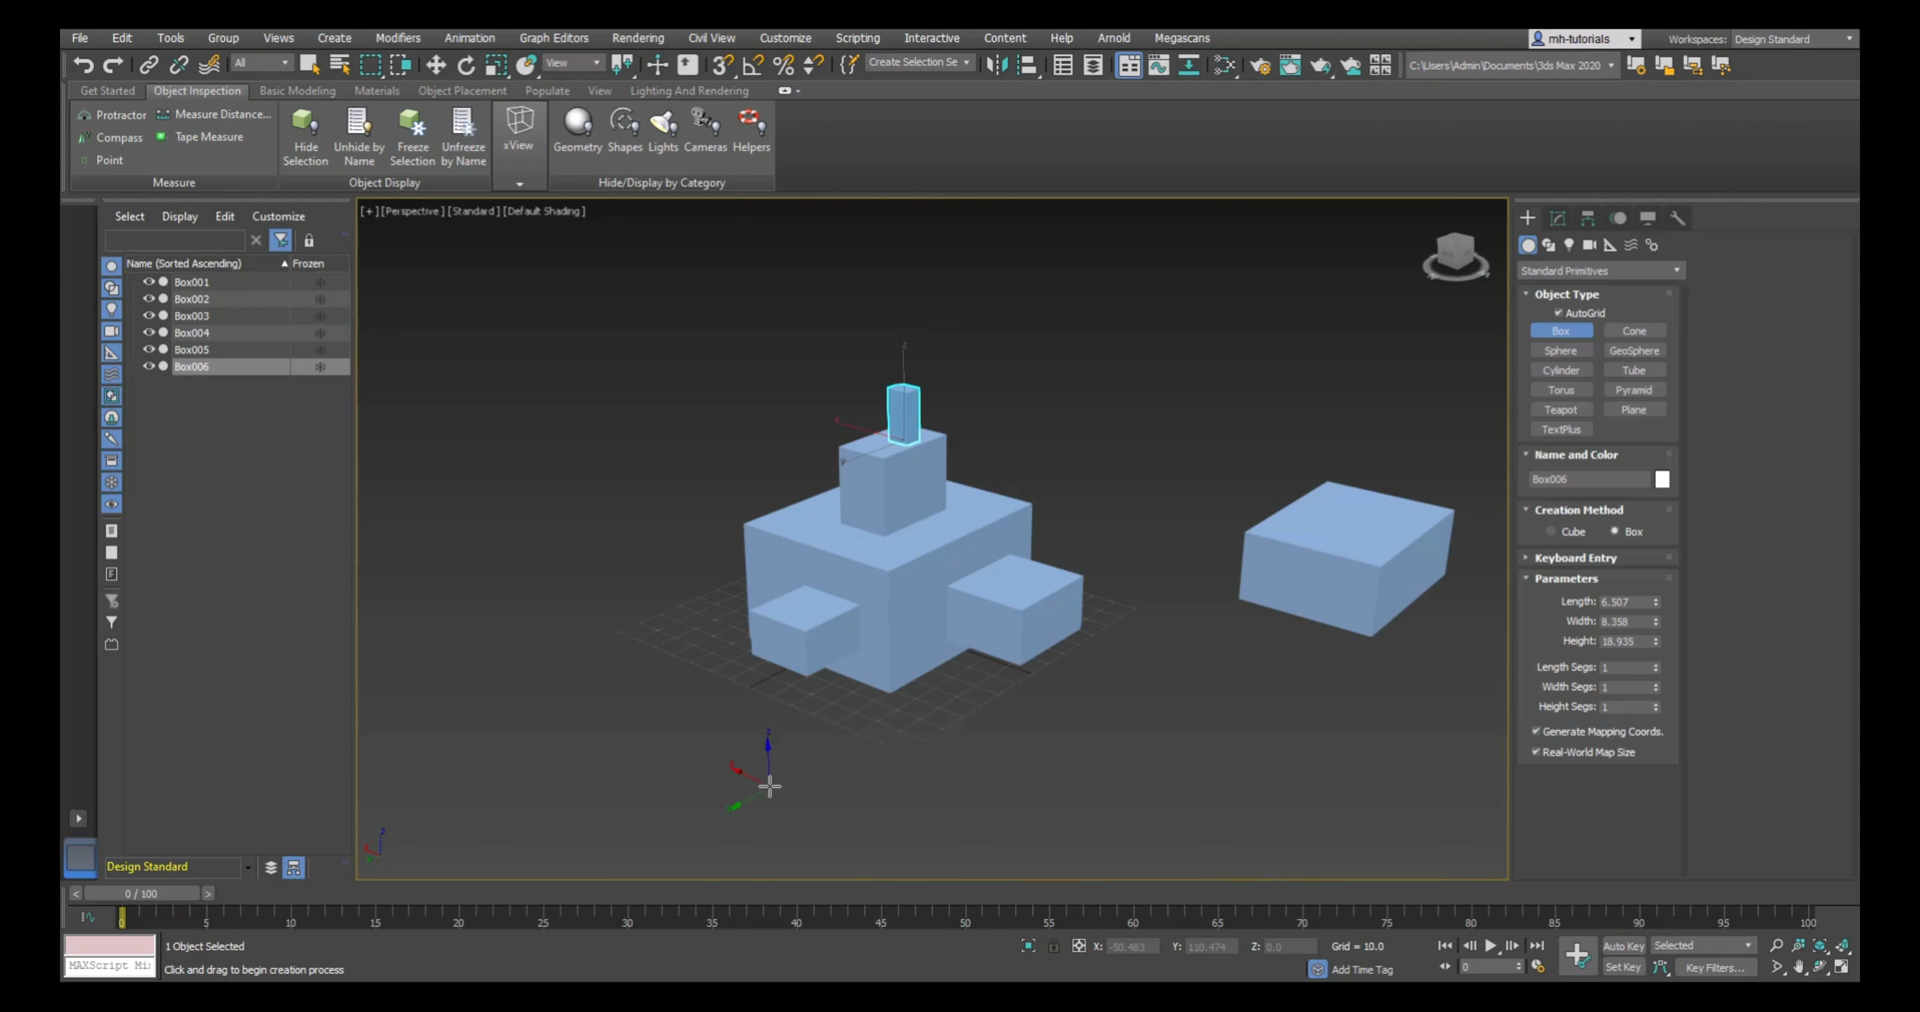 File Edit Tools Group Views Create Modifiers Animation Graph Editors Rendering Civil View Customize Scripting Interactive Content Help Arnold Megascans mh-tutorials Workspaces: Design Standard
All View Create Selection Se C:\Users\Admin\Documents\3ds Max 2020
Get Started Object Inspection Basic Modeling Materials Object Placement Populate View Lighting And Rendering
Protractor Measure Distance...
Compass Tape Measure
Point
Hide Selection
Unhide by Name
Freeze Selection
Unfreeze by Name
xView
Geometry Shapes Lights Cameras Helpers
Measure Object Display Hide/Display by Category
Select Display Edit Customize
Name (Sorted Ascending) Frozen
Box001
Box002
Box003
Box004
Box005
Box006
[+] [Perspective] [Standard] [Default Shading]
z
x
y
z
x
z
x
Standard Primitives
Object Type
AutoGrid
Box Cone
Sphere GeoSphere
Cylinder Tube
Torus Pyramid
Teapot Plane
TextPlus
Name and Color
Box006
Creation Method
Cube Box
Keyboard Entry
Parameters
Length: 6.507
Width: 8.358
Height: 18.935
Length Segs: 1
Width Segs: 1
Height Segs: 1
Generate Mapping Coords.
Real-World Map Size
Design Standard
< 0 / 100 >
0 5 10 15 20 25 30 35 40 45 50 55 60 65 70 75 80 85 90 95 100
1 Object Selected X: -50.483 Y: 110.474 Z: 0.0 Grid = 10.0 Auto Key Selected
MAXScript Mi Click and drag to begin creation process Add Time Tag 0 Set Key Key Filters...